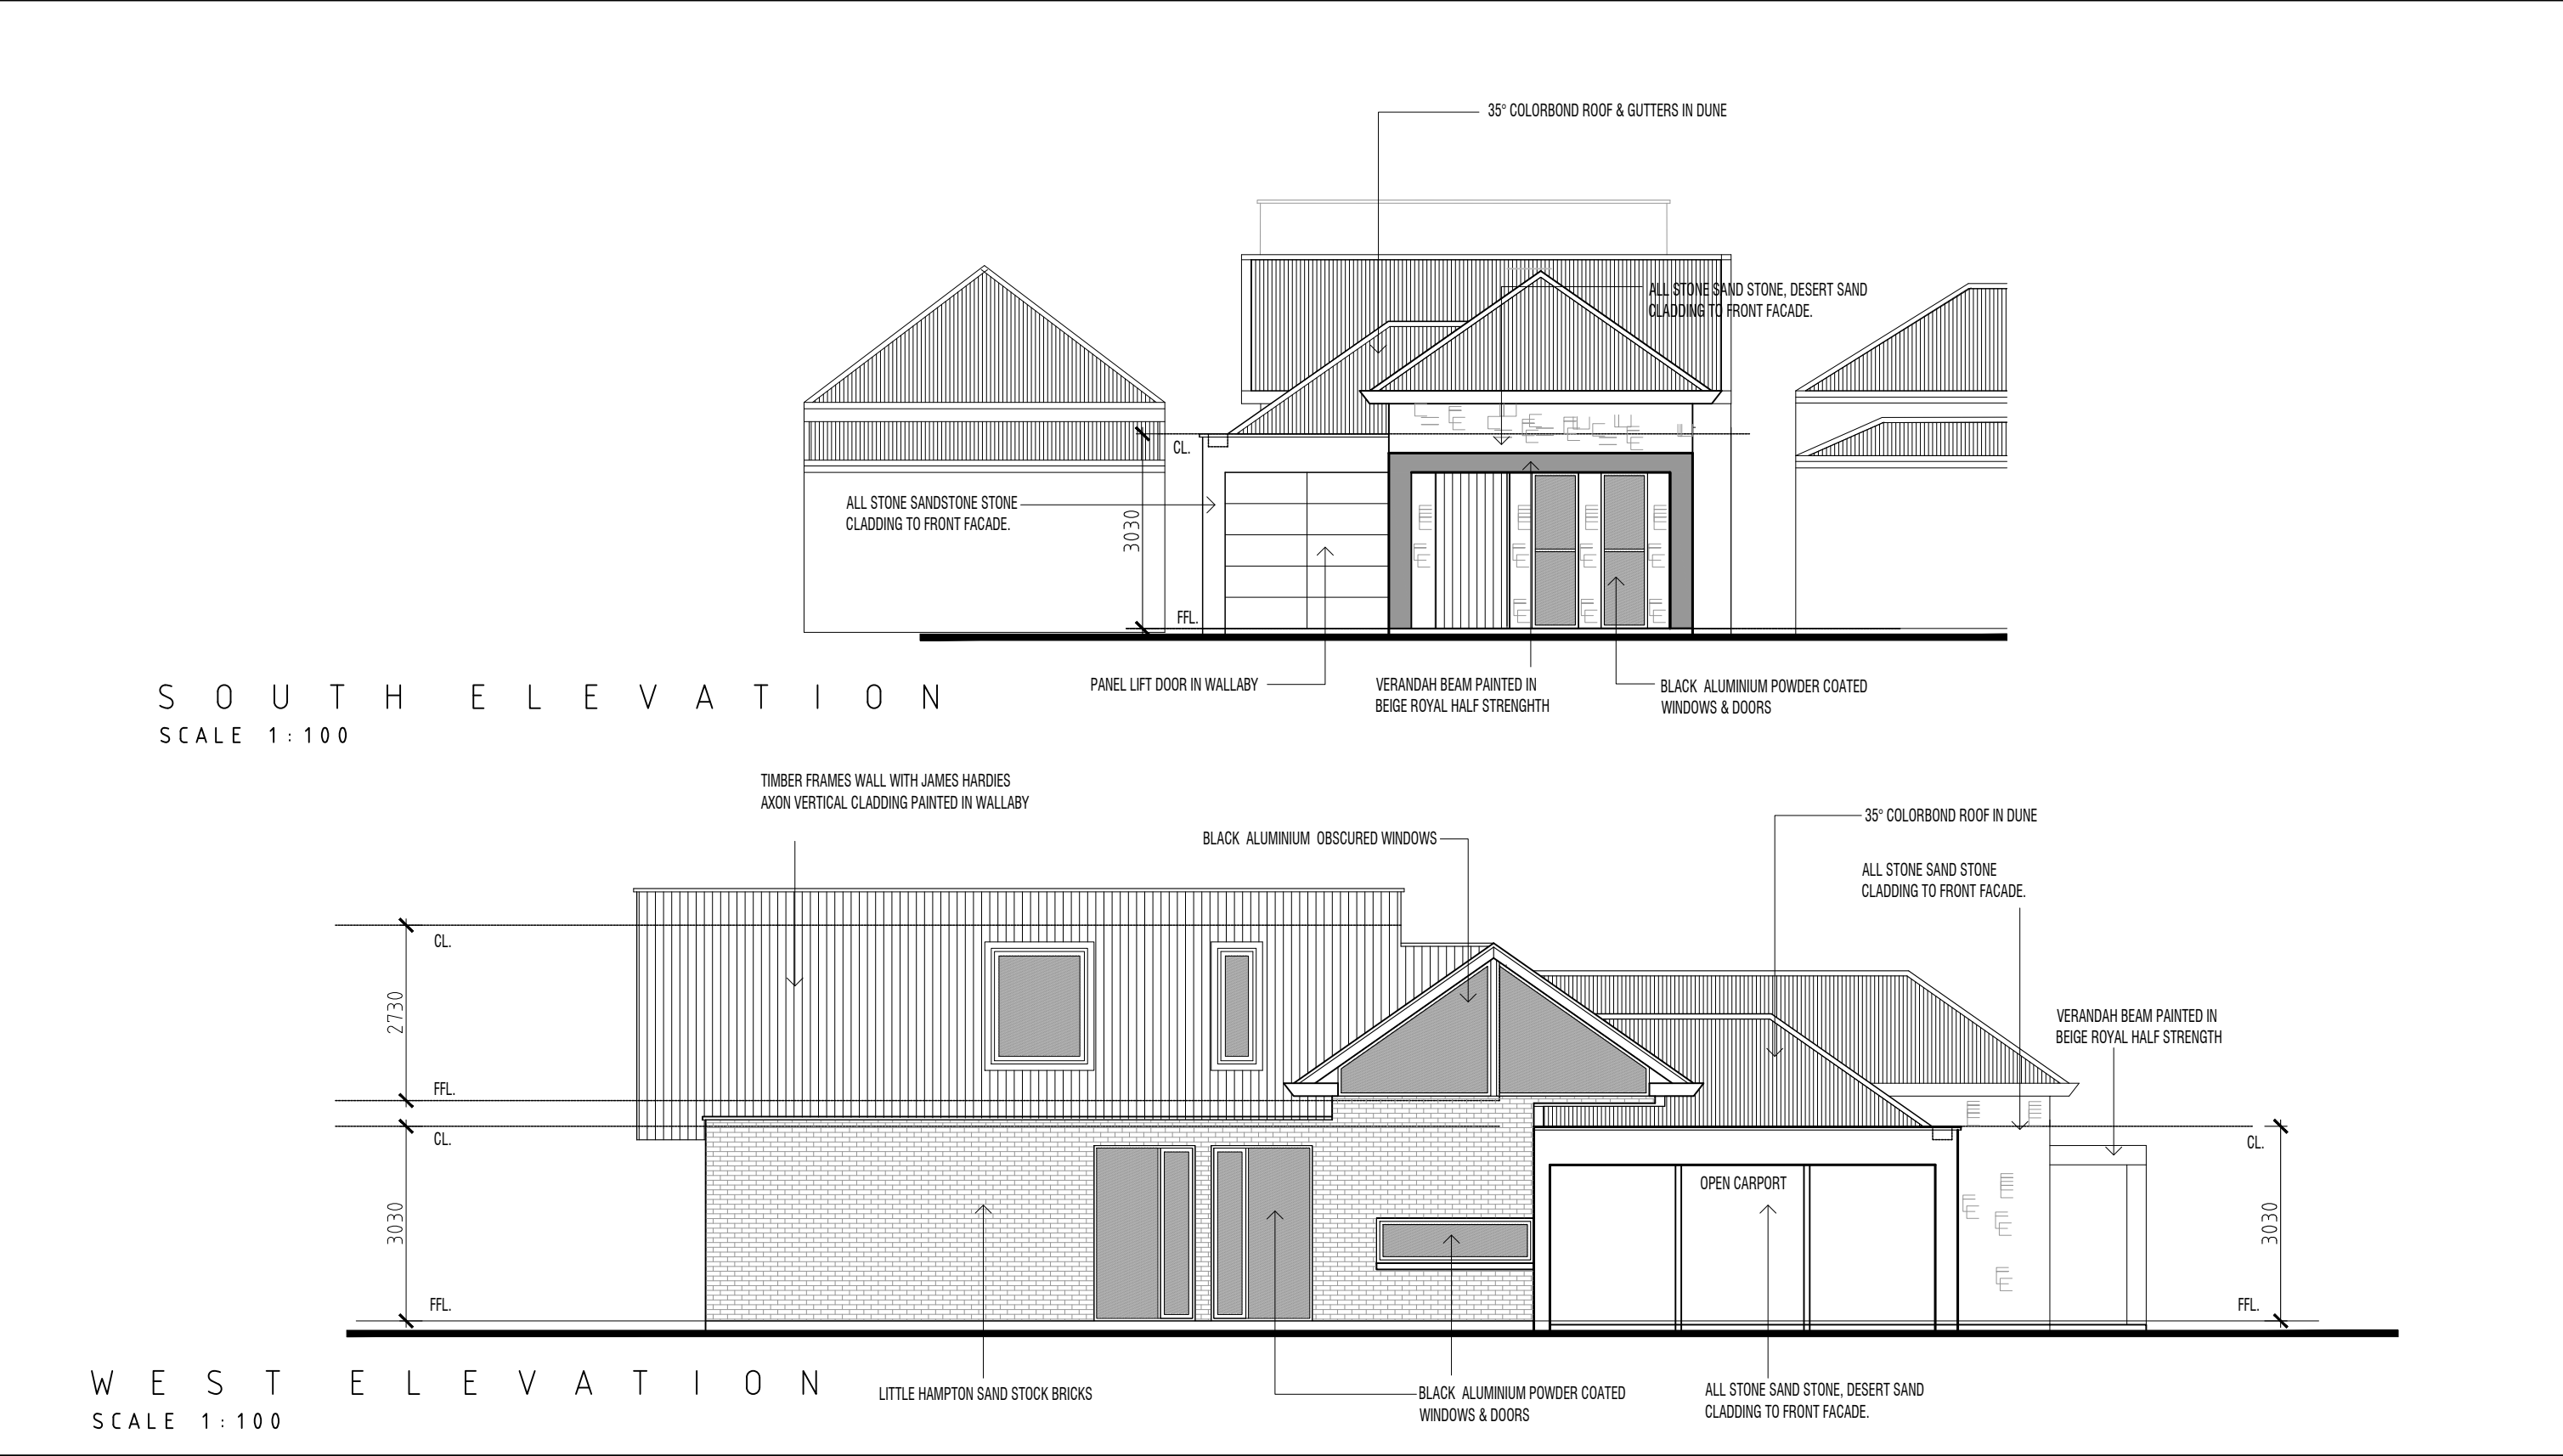 35° COLORBOND ROOF & GUTTERS IN DUNE
ALL STONE SAND STONE, DESERT SAND
CLADDING TO FRONT FACADE.
CL.
ALL STONE SANDSTONE STONE
CLADDING TO FRONT FACADE.
3030
FFL.
PANEL LIFT DOOR IN WALLABY
VERANDAH BEAM PAINTED IN
BEIGE ROYAL HALF STRENGHTH
BLACK ALUMINIUM POWDER COATED
WINDOWS & DOORS
SOUTH ELEVATION
SCALE 1:100
TIMBER FRAMES WALL WITH JAMES HARDIES
AXON VERTICAL CLADDING PAINTED IN WALLABY
BLACK ALUMINIUM OBSCURED WINDOWS
35° COLORBOND ROOF IN DUNE
ALL STONE SAND STONE
CLADDING TO FRONT FACADE.
VERANDAH BEAM PAINTED IN
BEIGE ROYAL HALF STRENGTH
CL.
2730
FFL.
CL.
3030
FFL.
OPEN CARPORT
CL.
3030
FFL.
WEST ELEVATION
SCALE 1:100
LITTLE HAMPTON SAND STOCK BRICKS
BLACK ALUMINIUM POWDER COATED
WINDOWS & DOORS
ALL STONE SAND STONE, DESERT SAND
CLADDING TO FRONT FACADE.